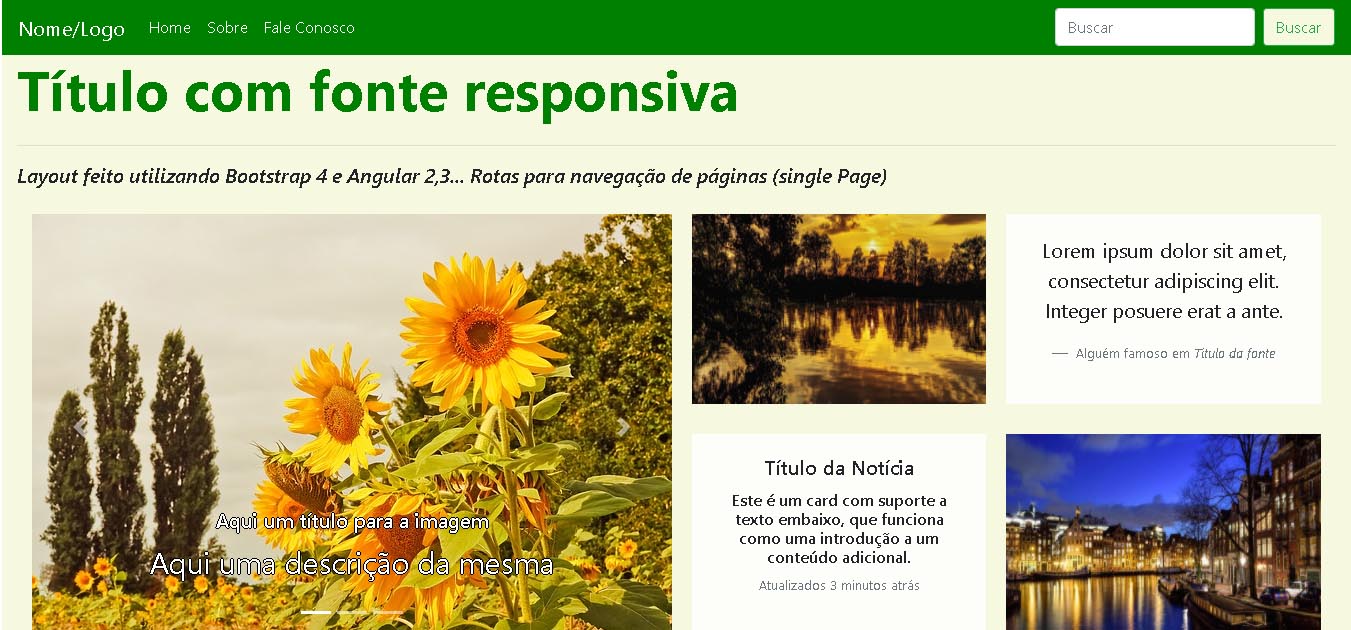 Nome/Logo Home Sobre Fale Conosco Buscar Buscar
Título com fonte responsiva
Layout feito utilizando Bootstrap 4 e Angular 2,3... Rotas para navegação de páginas (single Page)
Aqui um título para a imagem
Aqui uma descrição da mesma
Lorem ipsum dolor sit amet,
consectetur adipiscing elit.
Integer posuere erat a ante.
— Alguém famoso em Título da fonte
Título da Notícia
Este é um card com suporte a
texto embaixo, que funciona
como uma introdução a um
conteúdo adicional.
Atualizados 3 minutos atrás